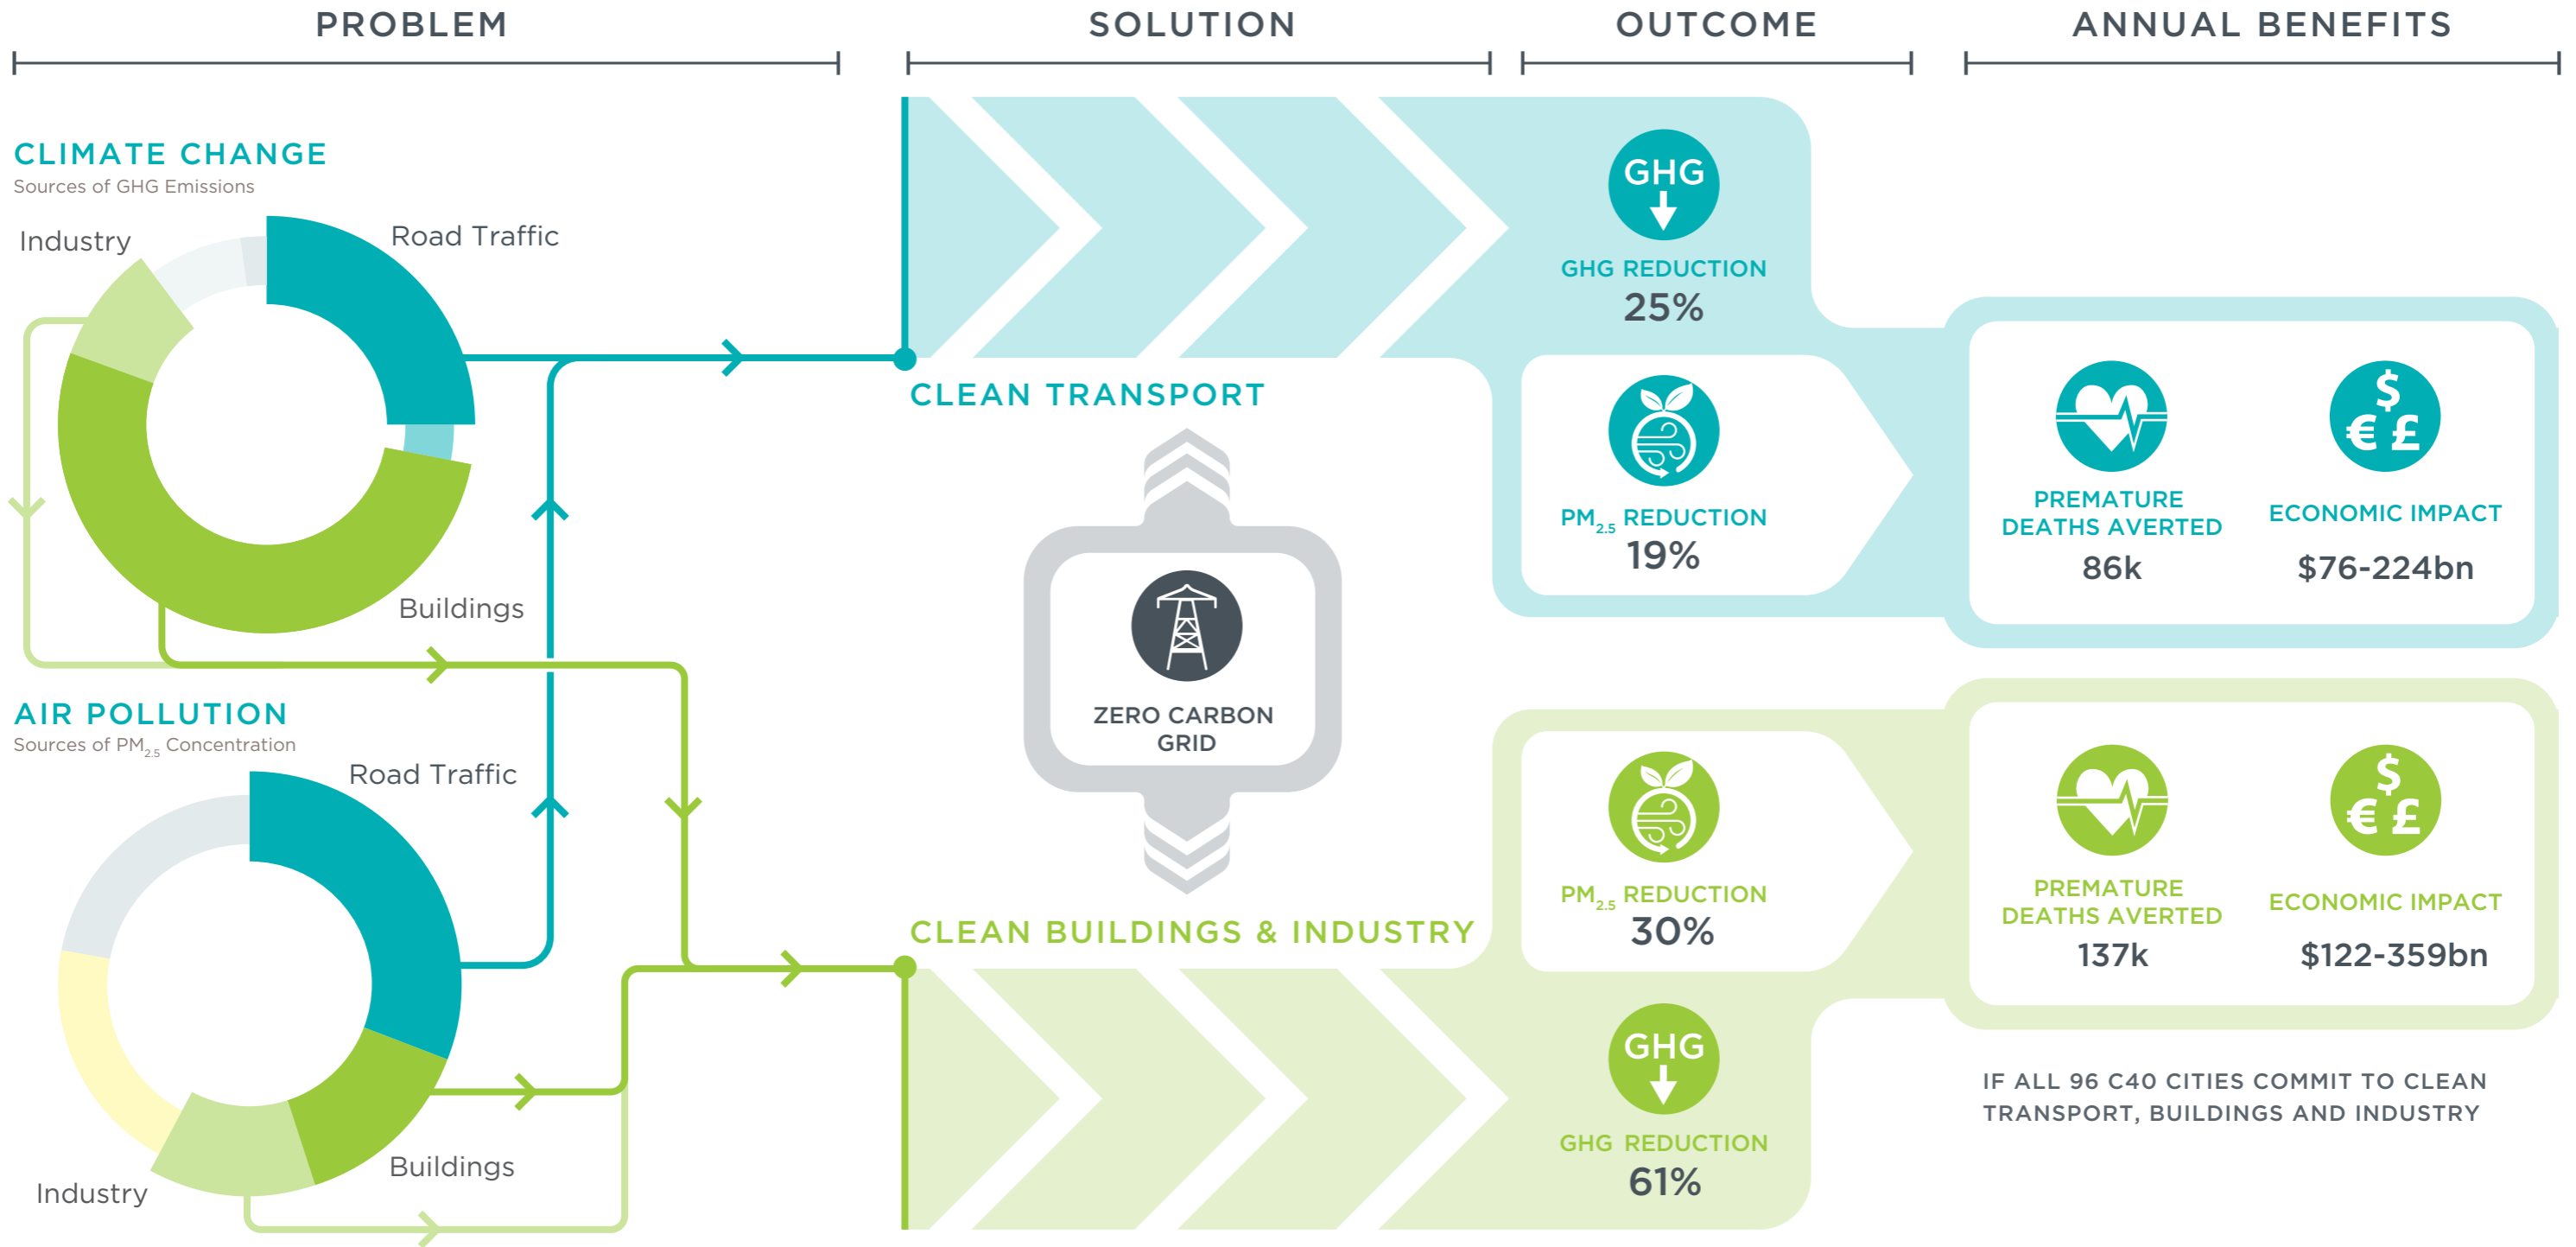 PROBLEM
SOLUTION
OUTCOME
ANNUAL BENEFITS
CLIMATE CHANGE
Sources of GHG Emissions
Industry
Road Traffic
Buildings
AIR POLLUTION
Sources of PM2.5 Concentration
Road Traffic
Buildings
Industry
CLEAN TRANSPORT
ZERO CARBON
GRID
CLEAN BUILDINGS & INDUSTRY
GHG
GHG REDUCTION
25%
PM2.5 REDUCTION
19%
PM2.5 REDUCTION
30%
GHG
GHG REDUCTION
61%
PREMATURE
DEATHS AVERTED
86k
$
€ £
ECONOMIC IMPACT
$76-224bn
PREMATURE
DEATHS AVERTED
137k
$
€ £
ECONOMIC IMPACT
$122-359bn
IF ALL 96 C40 CITIES COMMIT TO CLEAN
TRANSPORT, BUILDINGS AND INDUSTRY